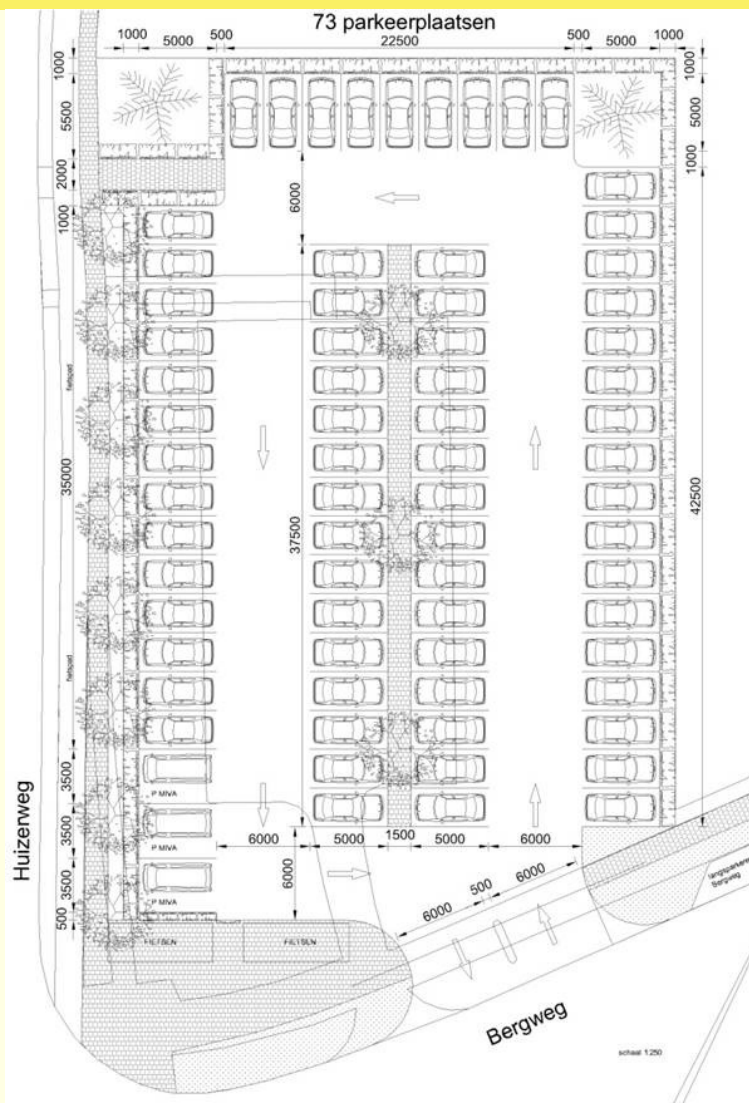 73 parkeerplaatsen
1000 5000 500 22500 500 5000 1000
1000
5500
2000
1000
35000
3500
3500
3500
500
1000
5000
1000
42500
6000
37500
fietspad
fietspad
Huizerweg
P MIVA
P MIVA
P MIVA
6000 5000 1500 5000 6000
6000
6000 500 6000
FIETSEN
FIETSEN
langsparkeren
Bergweg
Bergweg
schaal 1:250